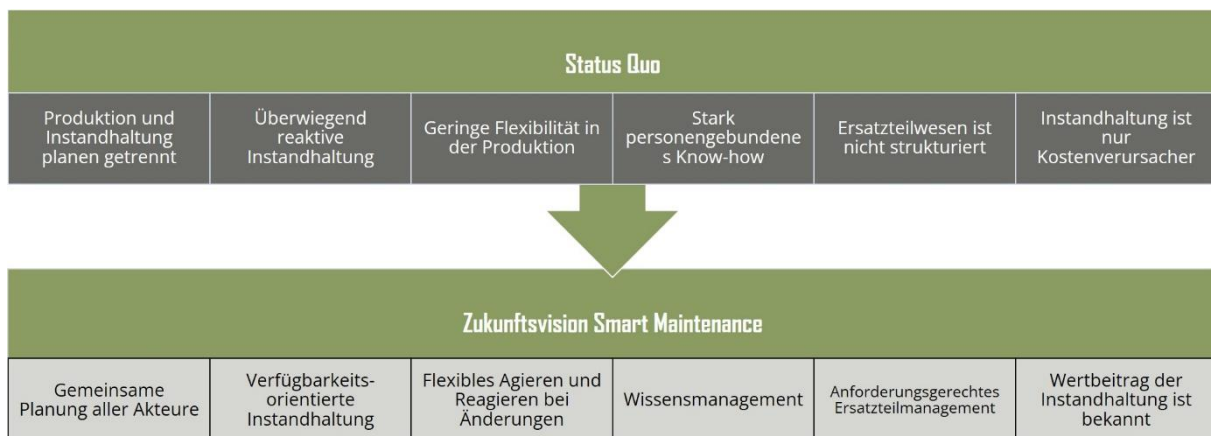 Status Quo
Produktion und
Instandhaltung
planen getrennt
Überwiegend
reaktive
Instandhaltung
Geringe Flexibilität in
der Produktion
Stark
personengebundene
s Know-how
Ersatzteilwesen ist
nicht strukturiert
Instandhaltung ist
nur
Kostenverursacher
Zukunftsvision Smart Maintenance
Gemeinsame
Planung aller Akteure
Verfügbarkeits-
orientierte
Instandhaltung
Flexibles Agieren und
Reagieren bei
Änderungen
Wissensmanagement
Anforderungsgerechtes
Ersatzteilmanagement
Wertbeitrag der
Instandhaltung ist
bekannt